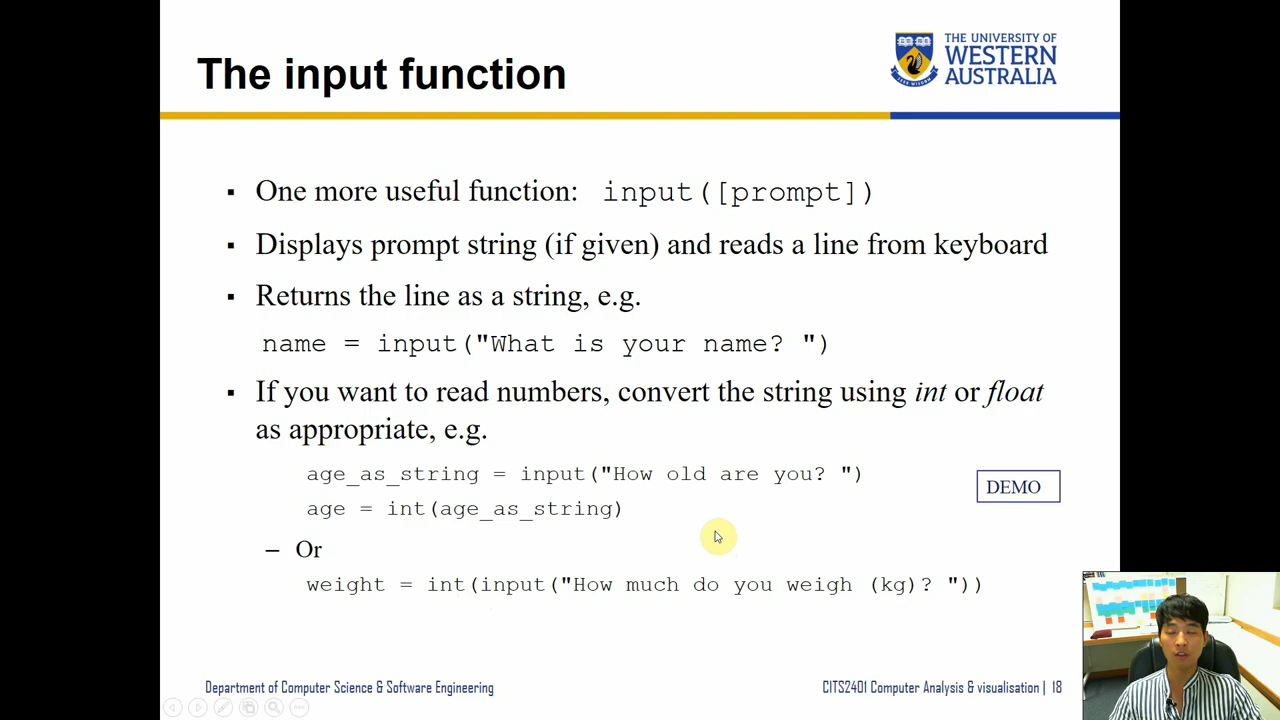 The input function
THE UNIVERSITY OF
WESTERN
AUSTRALIA
▪ One more useful function: input([prompt])
▪ Displays prompt string (if given) and reads a line from keyboard
▪ Returns the line as a string, e.g.
name = input("What is your name? ")
▪ If you want to read numbers, convert the string using int or float
as appropriate, e.g.
age_as_string = input("How old are you? ")
age = int(age_as_string)
DEMO
– Or
weight = int(input("How much do you weigh (kg)? "))
Department of Computer Science & Software Engineering
CITS2401 Computer Analysis & visualisation | 18